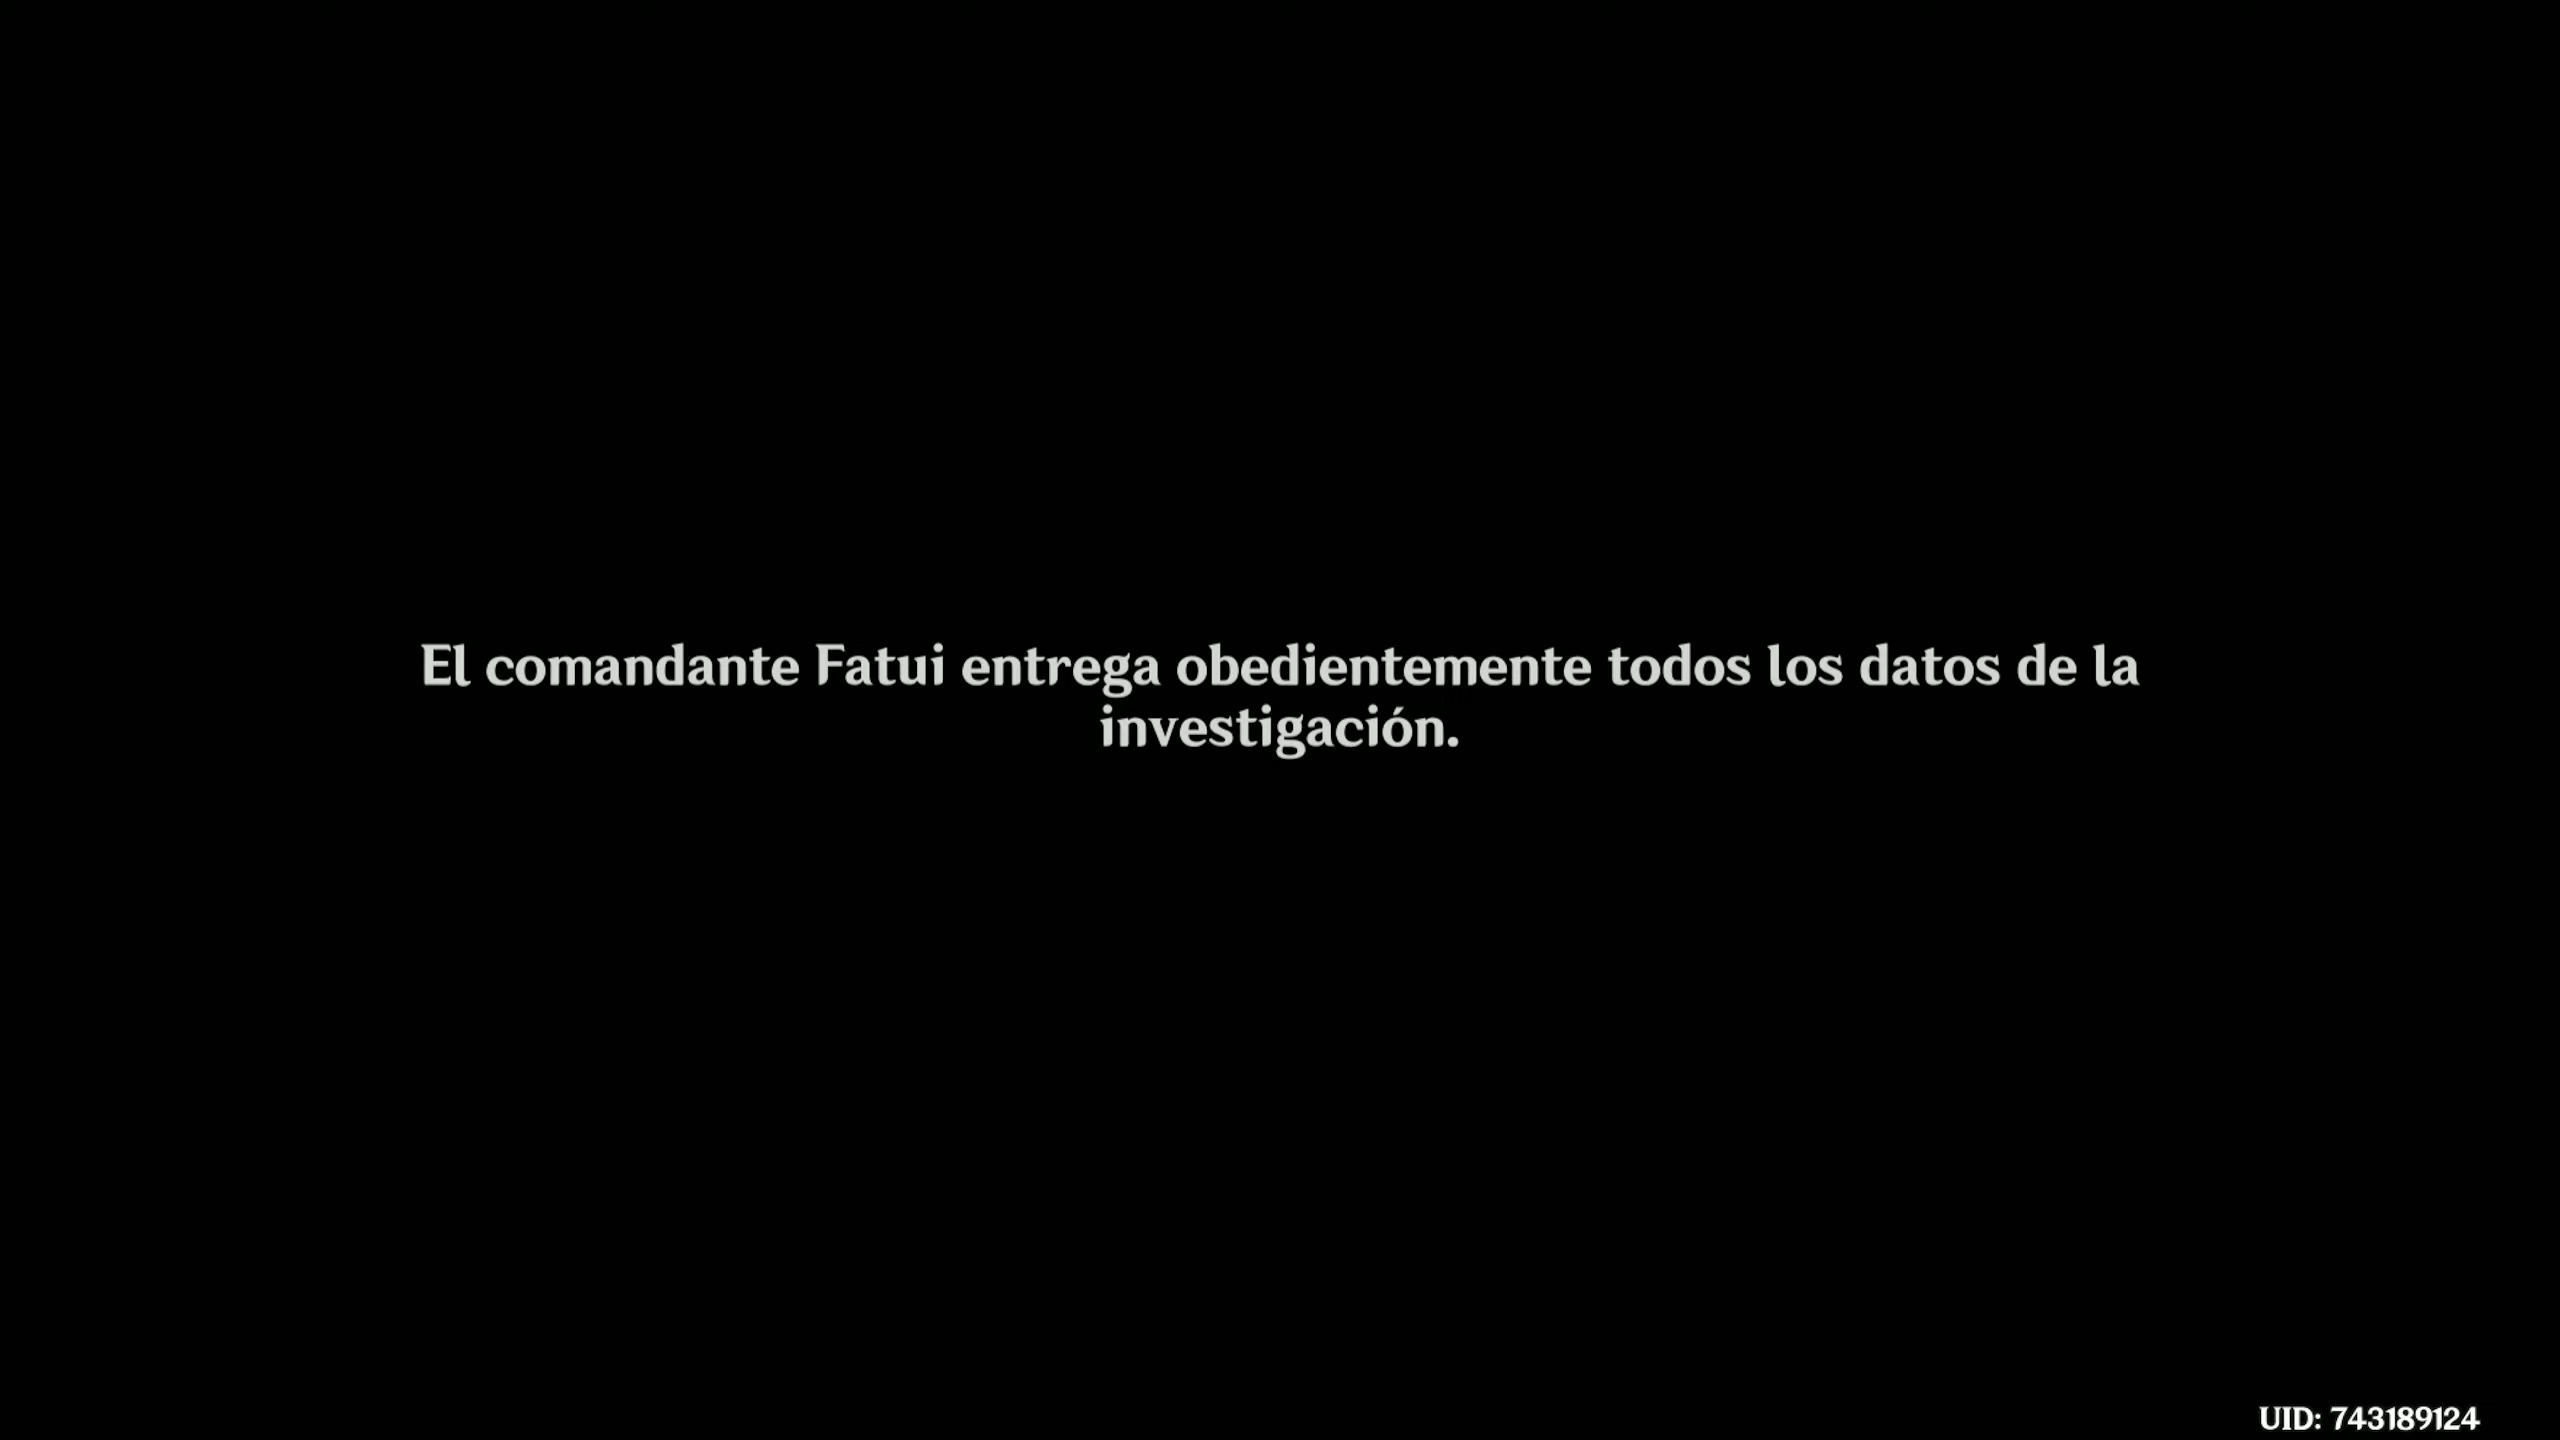 El comandante Fatui entrega obedientemente todos los datos de la
investigación.
UID: 743189124